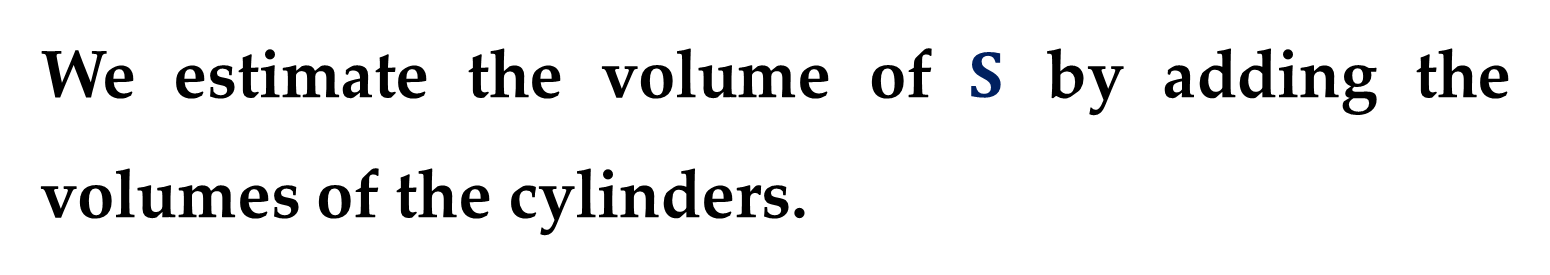 We estimate the volume of S by adding the
volumes of the cylinders.